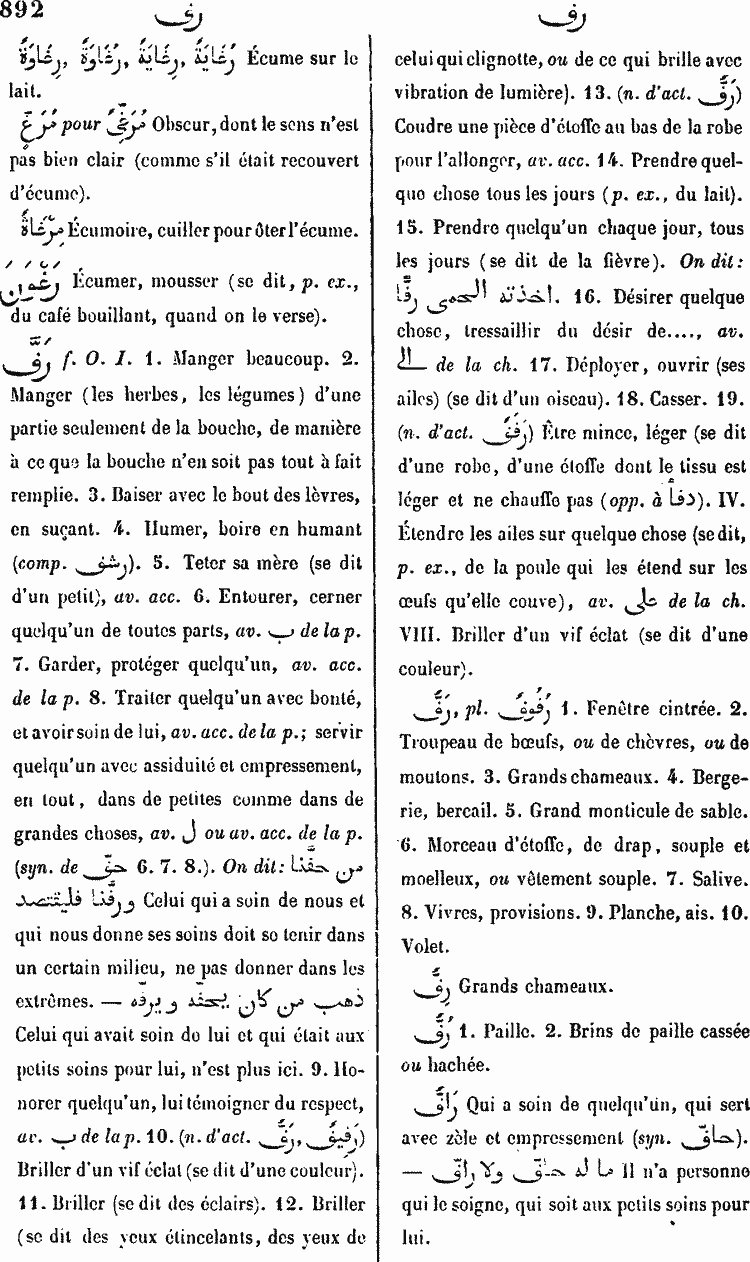 892
رغى
رف
رُغَايَةٌ, رِغَايَةٌ, رُغَاوَةٌ, رِغَاوَةٌ Écume sur le
lait.
مُرَغٍّ pour مُرَغِّىٌ Obscur, dont le sens n'est
pas bien clair (comme s'il était recouvert
d'écume).
مِرْغَاةٌ Écumoire, cuiller pour ôter l'écume.
Écumer, mousser (se dit, p. ex.,
du café bouillant, quand on le verse).
رَفَّ f. O. I. 1. Manger beaucoup. 2.
Manger (les herbes, les légumes) d'une
partie seulement de la bouche, de manière
à ce que la bouche n'en soit pas tout à fait
remplie. 3. Baiser avec le bout des lèvres,
en suçant. 4. Humer, boire en humant
(comp. رشف). 5. Teter sa mère (se dit
d'un petit), av. acc. 6. Entourer, cerner
quelqu'un de toutes parts, av. ب de la p.
7. Garder, protéger quelqu'un, av. acc.
de la p. 8. Traiter quelqu'un avec bonté,
et avoir soin de lui, av. acc. de la p.; servir
quelqu'un avec assiduité et empressement,
en tout, dans de petites comme dans de
grandes choses, av. ل ou av. acc. de la p.
(syn. de حفّ 6. 7. 8.). On dit: من حفّنا
ورفّنا فليقتصد Celui qui a soin de nous et
qui nous donne ses soins doit se tenir dans
un certain milieu, ne pas donner dans les
extrêmes. — ذهب من كان يحفّه و يرفّه
Celui qui avait soin de lui et qui était aux
petits soins pour lui, n'est plus ici. 9. Ho-
norer quelqu'un, lui témoigner du respect,
av. ب de la p. 10. (n. d'act. رَفٌّ, رَفِيفٌ)
Briller d'un vif éclat (se dit d'une couleur).
11. Briller (se dit des éclairs). 12. Briller
(se dit des yeux étincelants, des yeux de
celui qui clignotte, ou de ce qui brille avec
vibration de lumière). 13. (n. d'act. رَفٌّ)
Coudre une pièce d'étoffe au bas de la robe
pour l'allonger, av. acc. 14. Prendre quel-
que chose tous les jours (p. ex., du lait).
15. Prendre quelqu'un chaque jour, tous
les jours (se dit de la fièvre). On dit:
اخذته الحمى رفًّا. 16. Désirer quelque
chose, tressaillir du désir de...., av.
الى de la ch. 17. Déployer, ouvrir (ses
ailes) (se dit d'un oiseau). 18. Casser. 19.
(n. d'act. رَفَفٌ) Être mince, léger (se dit
d'une robe, d'une étoffe dont le tissu est
léger et ne chauffe pas (opp. à دفأ). IV.
Étendre les ailes sur quelque chose (se dit,
p. ex., de la poule qui les étend sur les
œufs qu'elle couve), av. على de la ch.
VIII. Briller d'un vif éclat (se dit d'une
couleur).
رَفٌّ, pl. رُفُوفٌ 1. Fenêtre cintrée. 2.
Troupeau de bœufs, ou de chèvres, ou de
moutons. 3. Grands chameaux. 4. Berge-
rie, bercail. 5. Grand monticule de sable.
6. Morceau d'étoffe, de drap, souple et
moelleux, ou vêtement souple. 7. Salive.
8. Vivres, provisions. 9. Planche, ais. 10.
Volet.
رِفٌّ Grands chameaux.
رُفٌّ 1. Paille. 2. Brins de paille cassée
ou hachée.
رَافٌّ Qui a soin de quelqu'un, qui sert
avec zèle et empressement (syn. حافّ).
— ما له حافّ ولا رافّ Il n'a personne
qui le soigne, qui soit aux petits soins pour
lui.